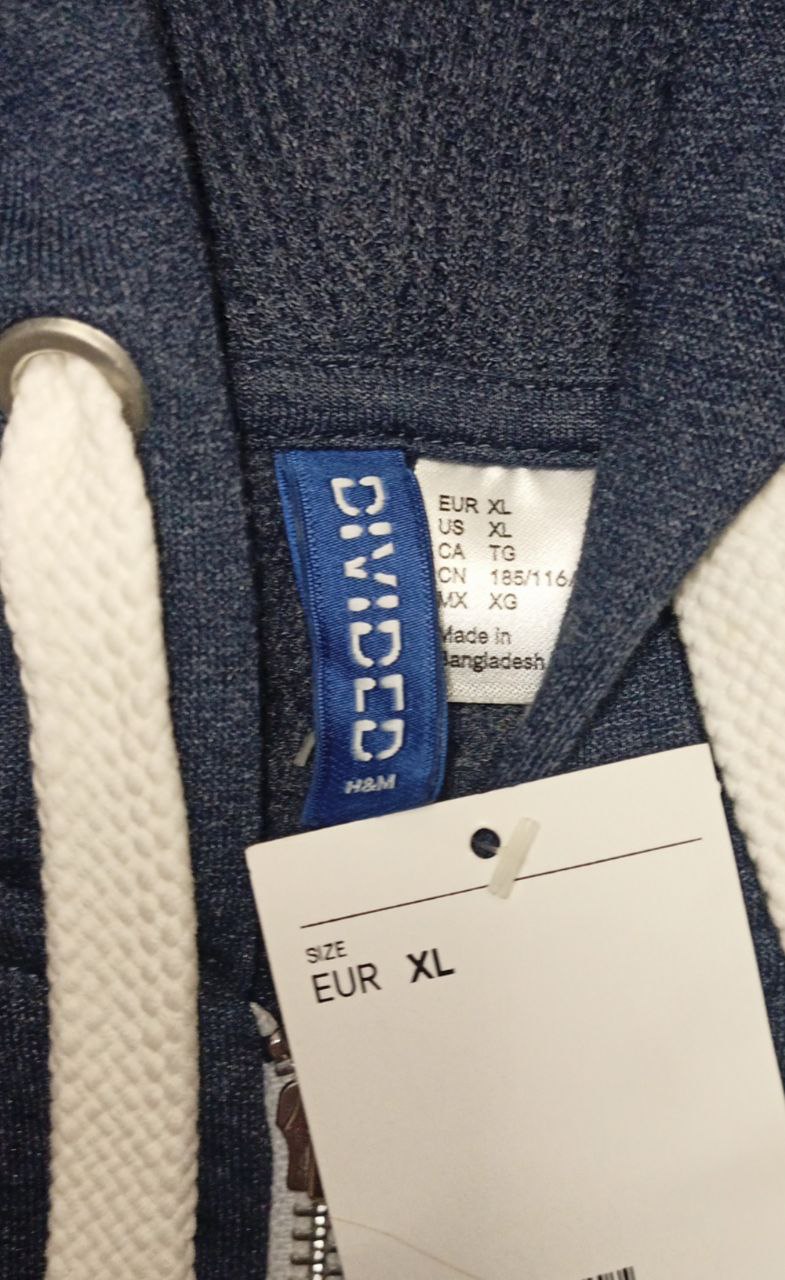 DIVIDED
H&M
EUR XL
US XL
CA TG
CN 185/116
MX XG
Made in
Bangladesh
SIZE
EUR XL